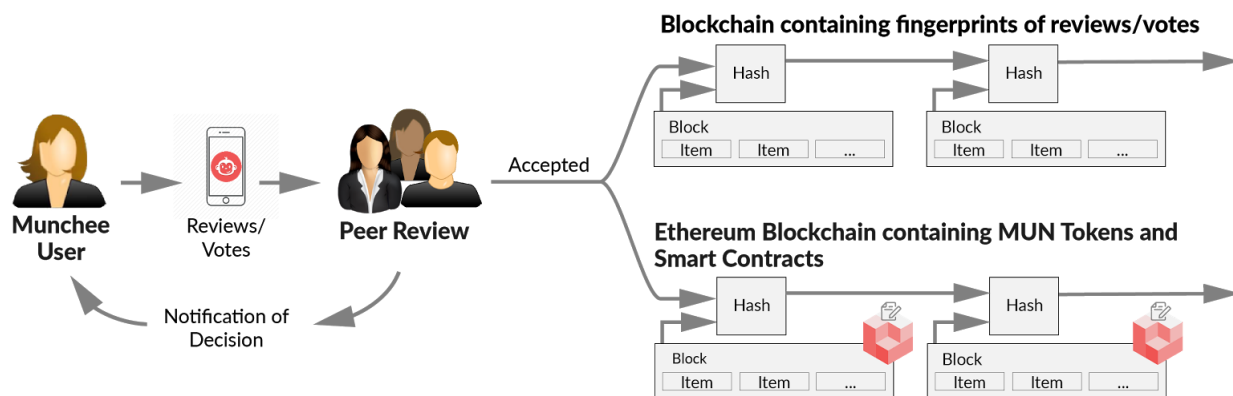 Blockchain containing fingerprints of reviews/votes
Hash
Hash
Block
Item Item ...
Block
Item Item ...
Accepted
Munchee
User
Reviews/
Votes
Peer Review
Notification of
Decision
Ethereum Blockchain containing MUN Tokens and
Smart Contracts
Hash
Hash
Block
Item Item ...
Block
Item Item ...